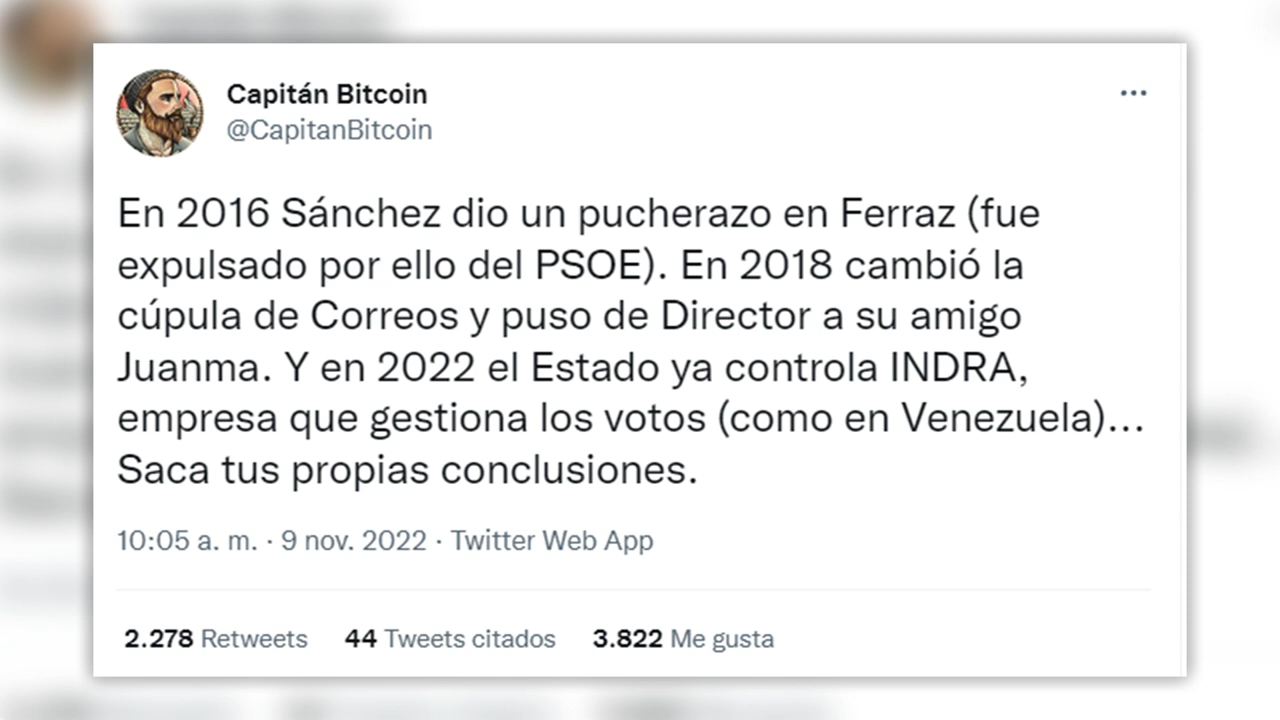 Capitán Bitcoin
@CapitanBitcoin
En 2016 Sánchez dio un pucherazo en Ferraz (fue
expulsado por ello del PSOE). En 2018 cambió la
cúpula de Correos y puso de Director a su amigo
Juanma. Y en 2022 el Estado ya controla INDRA,
empresa que gestiona los votos (como en Venezuela)...
Saca tus propias conclusiones.
10:05 a. m. · 9 nov. 2022 · Twitter Web App
2.278 Retweets 44 Tweets citados 3.822 Me gusta